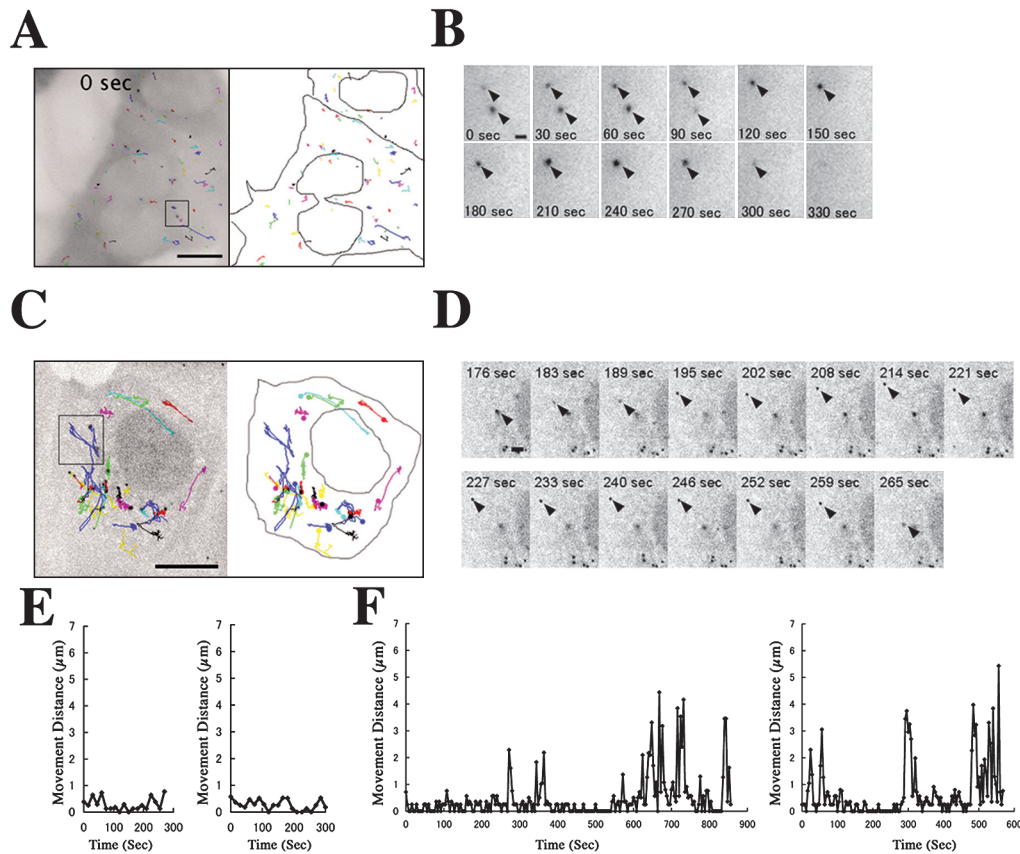 A
B
0 sec
0 sec
30 sec
60 sec
90 sec
120 sec
150 sec
180 sec
210 sec
240 sec
270 sec
300 sec
330 sec
C
D
176 sec
183 sec
189 sec
195 sec
202 sec
208 sec
214 sec
221 sec
227 sec
233 sec
240 sec
246 sec
252 sec
259 sec
265 sec
E
F
Movement Distance (μm)
7
6
5
4
3
2
1
0
0 100 200 300
Time (Sec)
Movement Distance (μm)
7
6
5
4
3
2
1
0
0 100 200 300
Time (Sec)
Movement Distance (μm)
7
6
5
4
3
2
1
0
0 100 200 300 400 500 600 700 800 900
Time (Sec)
Movement Distance (μm)
7
6
5
4
3
2
1
0
0 100 200 300 400 500 600
Time (Sec)